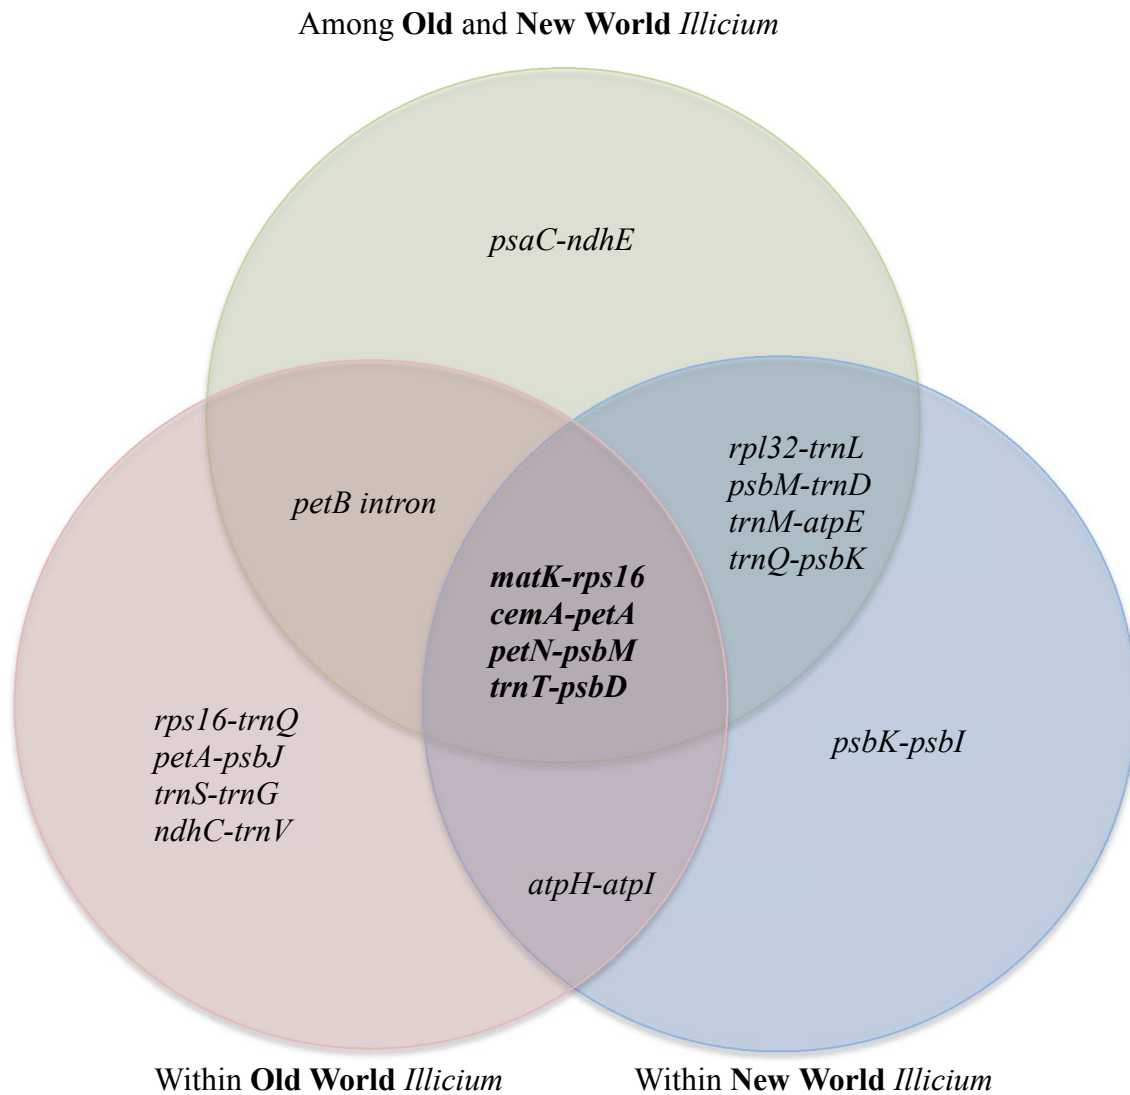 Among Old and New World Illicium
psaC-ndhE
rpl32-trnL
psbM-trnD
trnM-atpE
trnQ-psbK
petB intron
matK-rps16
cemA-petA
petN-psbM
trnT-psbD
rps16-trnQ
petA-psbJ
trnS-trnG
ndhC-trnV
psbK-psbI
atpH-atpI
Within Old World Illicium
Within New World Illicium